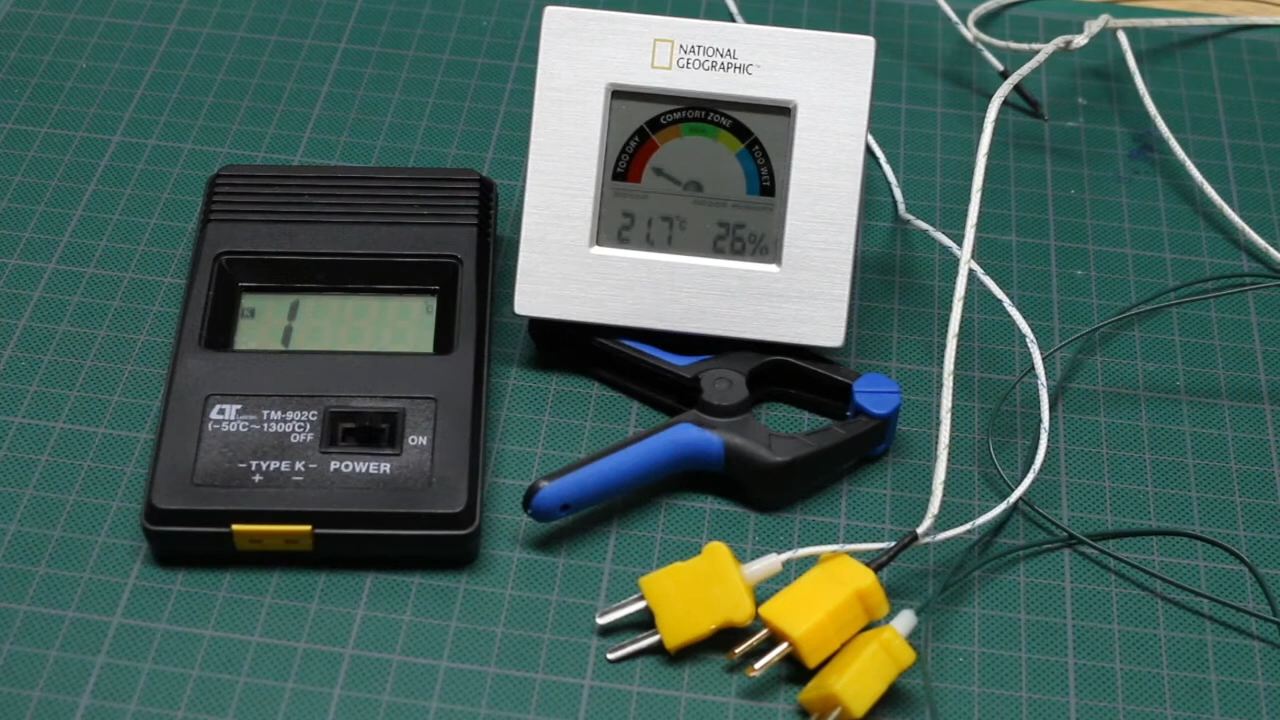 NATIONAL
GEOGRAPHIC™
COMFORT ZONE
TOO DRY
TOO WET
21.7°C 26%
K 1
TM-902C
(-50℃~1300℃)
OFF ON
-TYPE K- POWER
+ -